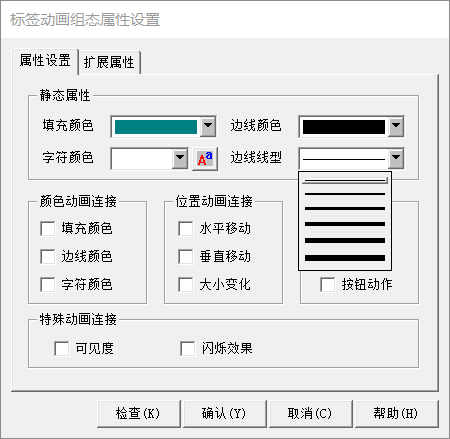 标签动画组态属性设置
属性设置 扩展属性
静态属性
填充颜色 边线颜色
字符颜色 Aa 边线线型
颜色动画连接 位置动画连接
填充颜色 水平移动
边线颜色 垂直移动
字符颜色 大小变化 按钮动作
特殊动画连接
可见度 闪烁效果
检查(K) 确认(Y) 取消(C) 帮助(H)